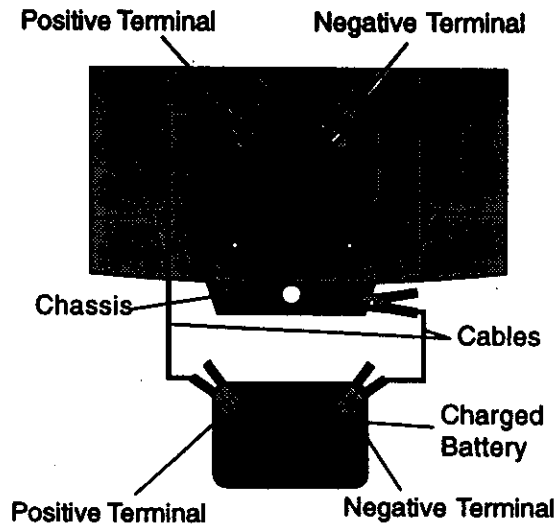 Positive Terminal
Negative Terminal
Chassis
Cables
Charged
Battery
Positive Terminal
Negative Terminal